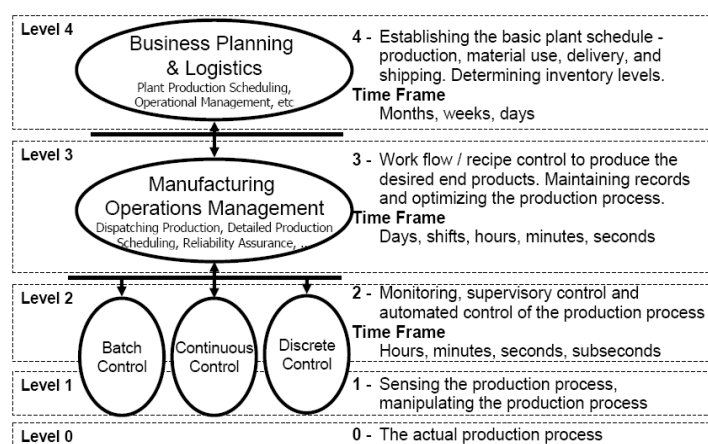 Level 4
Business Planning
& Logistics
Plant Production Scheduling,
Operational Management, etc
4 - Establishing the basic plant schedule -
production, material use, delivery, and
shipping. Determining inventory levels.
Time Frame
Months, weeks, days
Level 3
Manufacturing
Operations Management
Dispatching Production, Detailed Production
Scheduling, Reliability Assurance, ...
3 - Work flow / recipe control to produce the
desired end products. Maintaining records
and optimizing the production process.
Time Frame
Days, shifts, hours, minutes, seconds
Level 2
Batch
Control
Continuous
Control
Discrete
Control
2 - Monitoring, supervisory control and
automated control of the production process
Time Frame
Hours, minutes, seconds, subseconds
Level 1
1 - Sensing the production process,
manipulating the production process
Level 0
0 - The actual production process